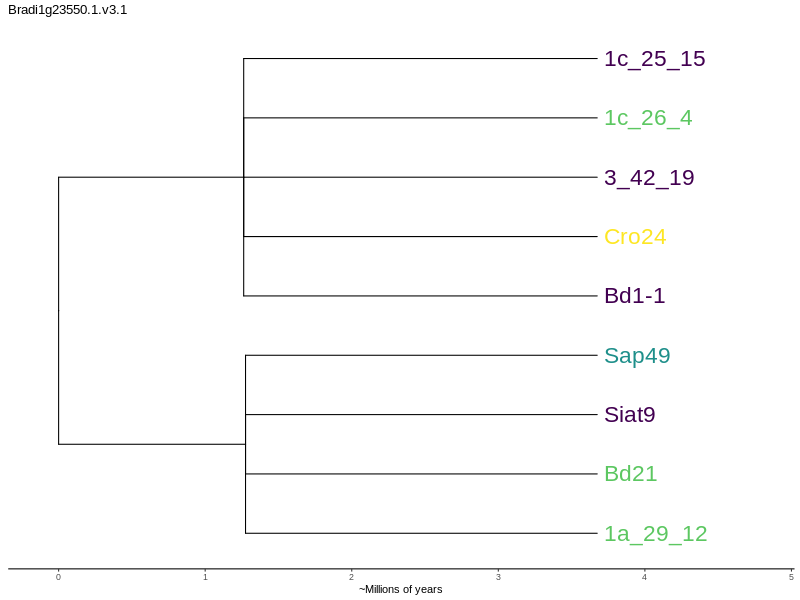 Bradi1g23550.1.v3.1
1c_25_15
1c_26_4
3_42_19
Cro24
Bd1-1
Sap49
Siat9
Bd21
1a_29_12
0 1 2 3 4 5
~Millions of years